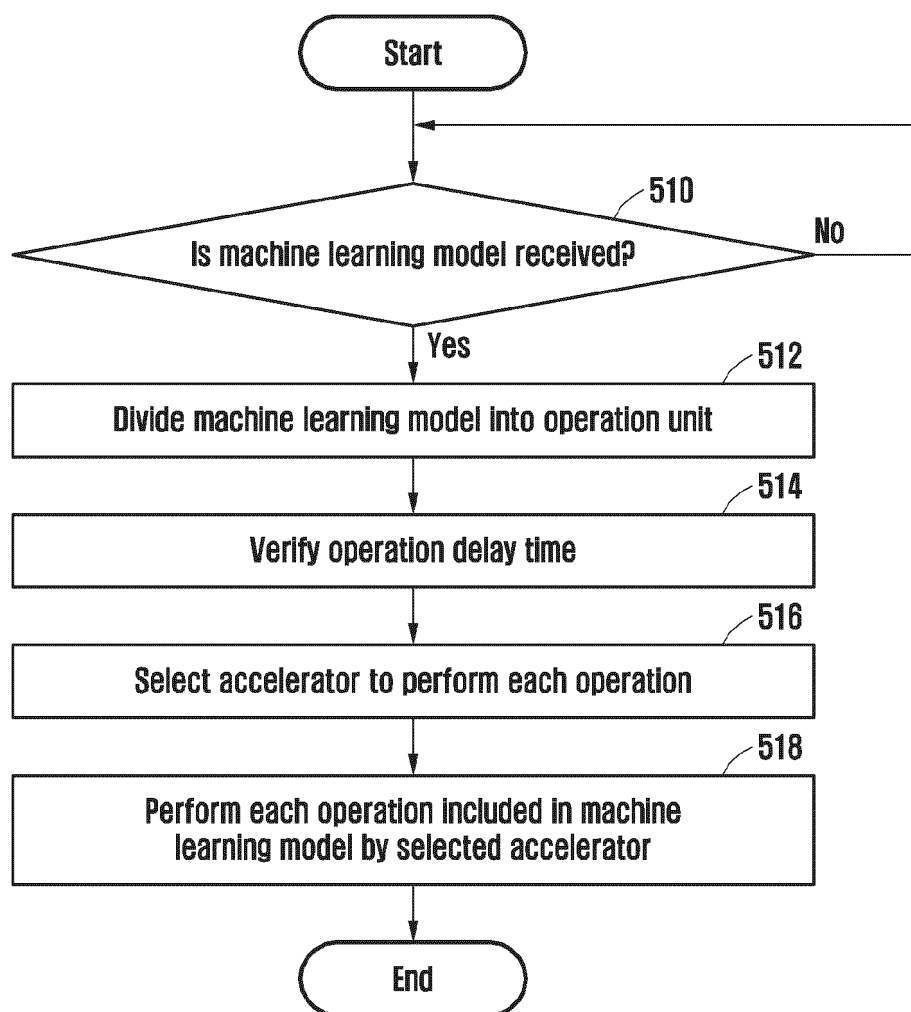 Start
510
Is machine learning model received?
No
Yes
512
Divide machine learning model into operation unit
514
Verify operation delay time
516
Select accelerator to perform each operation
518
Perform each operation included in machine
learning model by selected accelerator
End